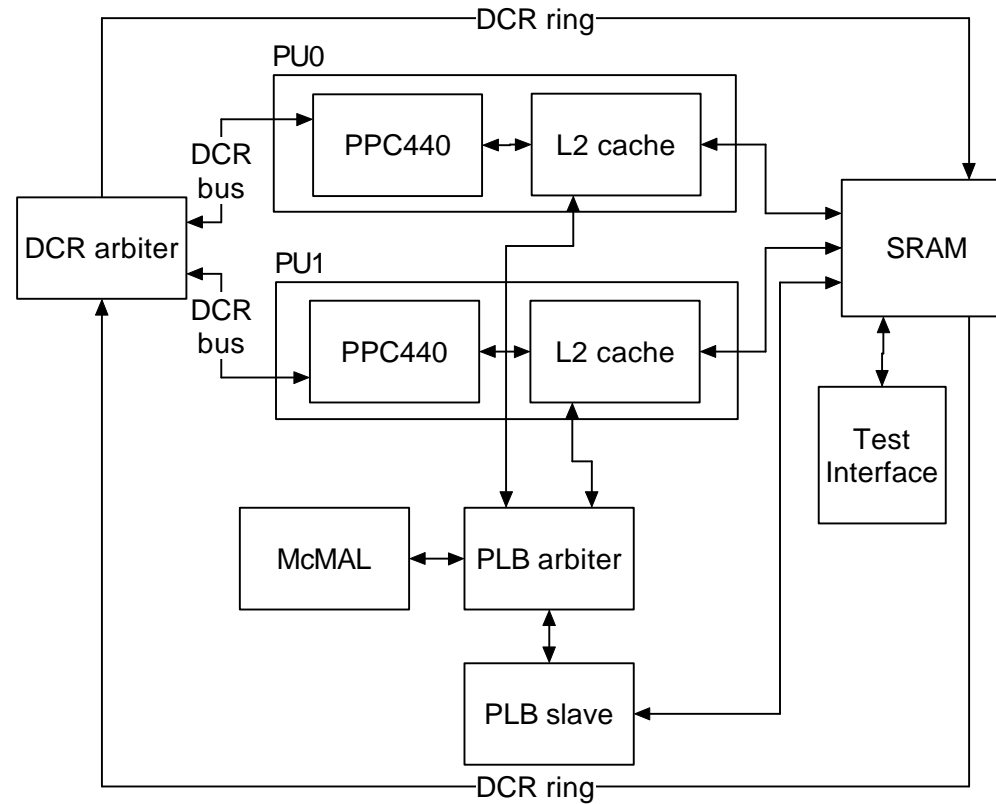 DCR ring
PU0
PPC440
L2 cache
DCR
bus
DCR arbiter
SRAM
PU1
DCR
bus
PPC440
L2 cache
Test
Interface
McMAL
PLB arbiter
PLB slave
DCR ring